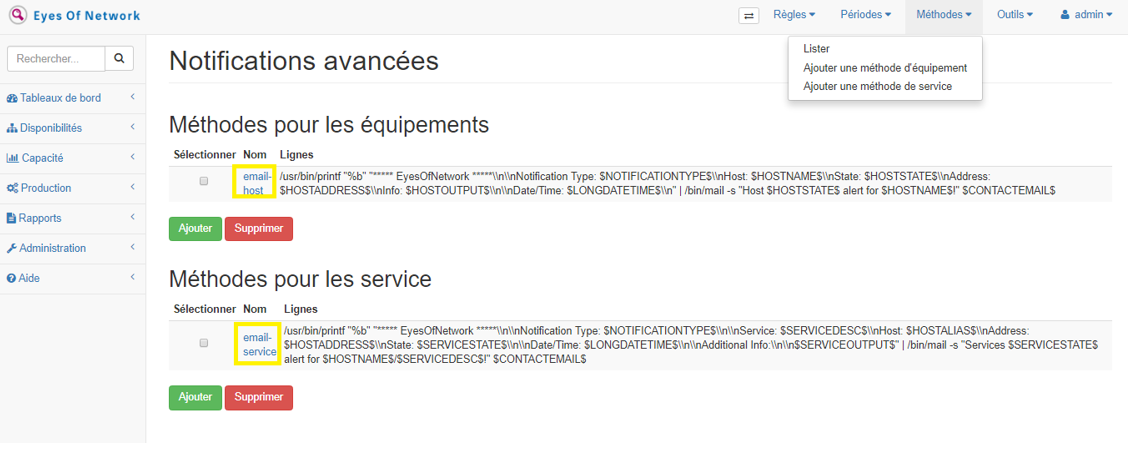 Eyes Of Network
Règles
Périodes
Méthodes
Outils
admin
Lister
Ajouter une méthode d'équipement
Ajouter une méthode de service
Rechercher...
Tableaux de bord
Disponibilités
Capacité
Production
Rapports
Administration
Aide
Notifications avancées
Méthodes pour les équipements
Sélectionner Nom Lignes
email-
host
/usr/bin/printf "%b" "***** EyesOfNetwork *****\\n\\nNotification Type: $NOTIFICATIONTYPE$\\nHost: $HOSTNAME$\\nState: $HOSTSTATE$\\nAddress:
$HOSTADDRESS$\\nInfo: $HOSTOUTPUT$\\n\\nDate/Time: $LONGDATETIME$\\n" | /bin/mail -s "Host $HOSTSTATE$ alert for $HOSTNAME$!" $CONTACTEMAIL$
Ajouter Supprimer
Méthodes pour les service
Sélectionner Nom Lignes
email-
service
/usr/bin/printf "%b" "***** EyesOfNetwork *****\\n\\nNotification Type: $NOTIFICATIONTYPE$\\n\\nService: $SERVICEDESC$\\nHost: $HOSTALIAS$\\nAddress:
$HOSTADDRESS$\\nState: $SERVICESTATE$\\n\\nDate/Time: $LONGDATETIME$\\n\\nAdditional Info:\\n\\n$SERVICEOUTPUT$" | /bin/mail -s "Services $SERVICESTATE$
alert for $HOSTNAME$/$SERVICEDESC$!" $CONTACTEMAIL$
Ajouter Supprimer